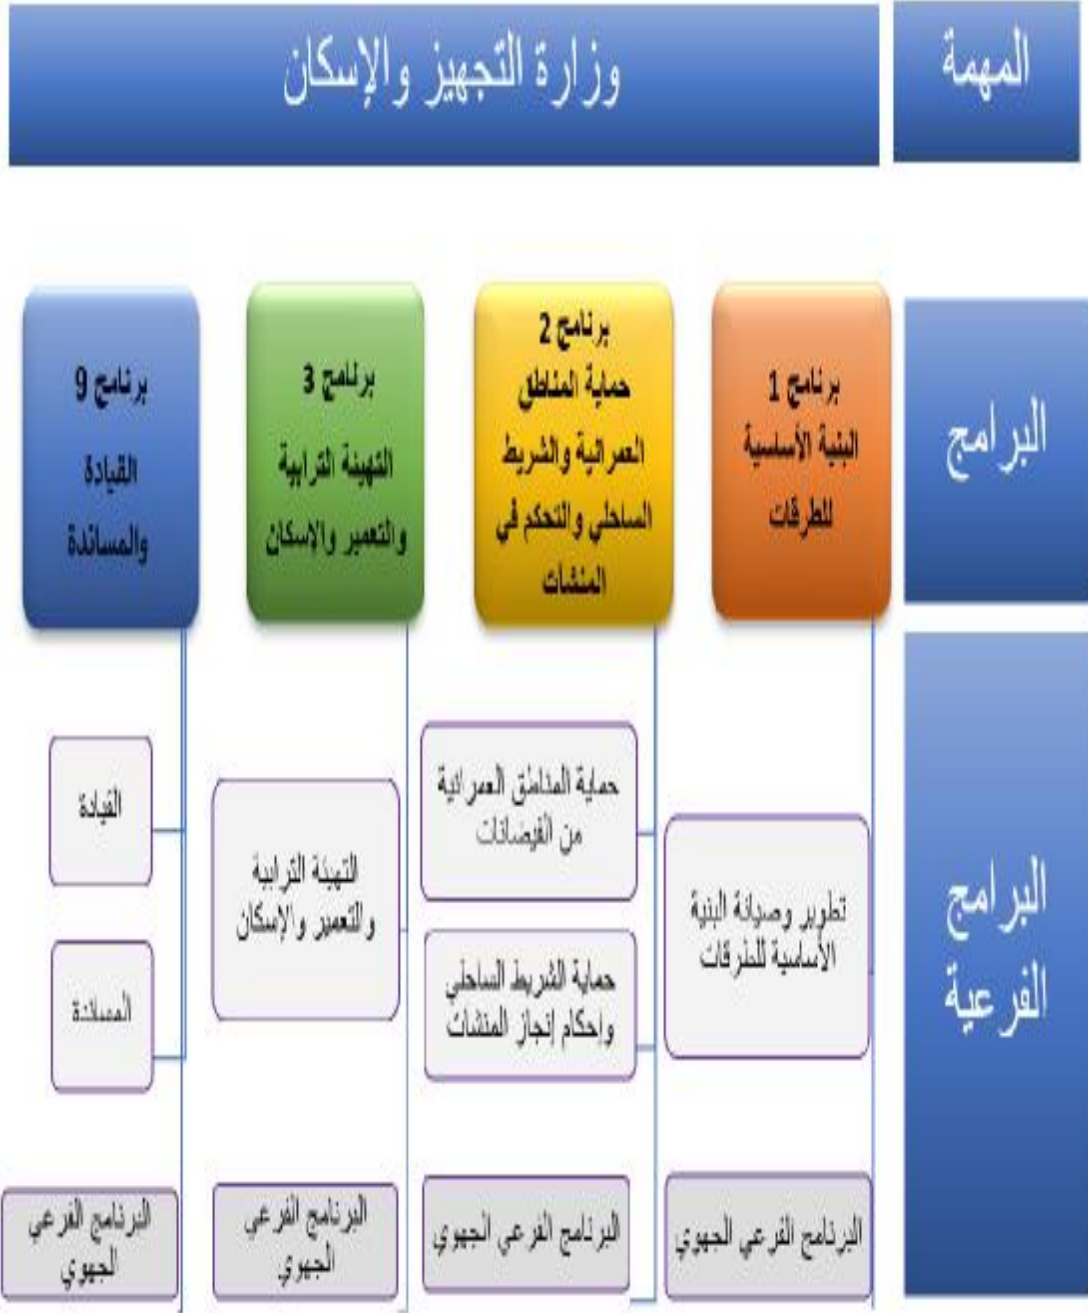 المهمة
وزارة التجهيز والإسكان
البرامج
برنامج 1
البنية الأساسية
للطرقات
برنامج 2
حماية المناطق
العمرانية والشريط
الساحلي والتحكم في
المنشات
برنامج 3
التهيئة الترابية
والتعمير والاسكان
برنامج 9
القيادة
والمساندة
البرامج
الفرعية
تطوير وصيانة البنية
الأساسية للطرقات
البرنامج الفرعي الجهوي
حماية المناطق العمرانية
من الفيضانات
حماية الشريط الساحلي
وإحكام إنجاز المنشات
البرنامج الفرعي الجهوي
التهيئة الترابية
والتعمير والإسكان
البرنامج الفرعي
الجهوي
القيادة
المساندة
البرنامج الفرعي
الجهوي